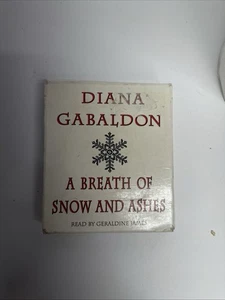 DIANA
GABALDON
A BREATH OF
SNOW AND ASHES
READ BY GERALDINE JAMES